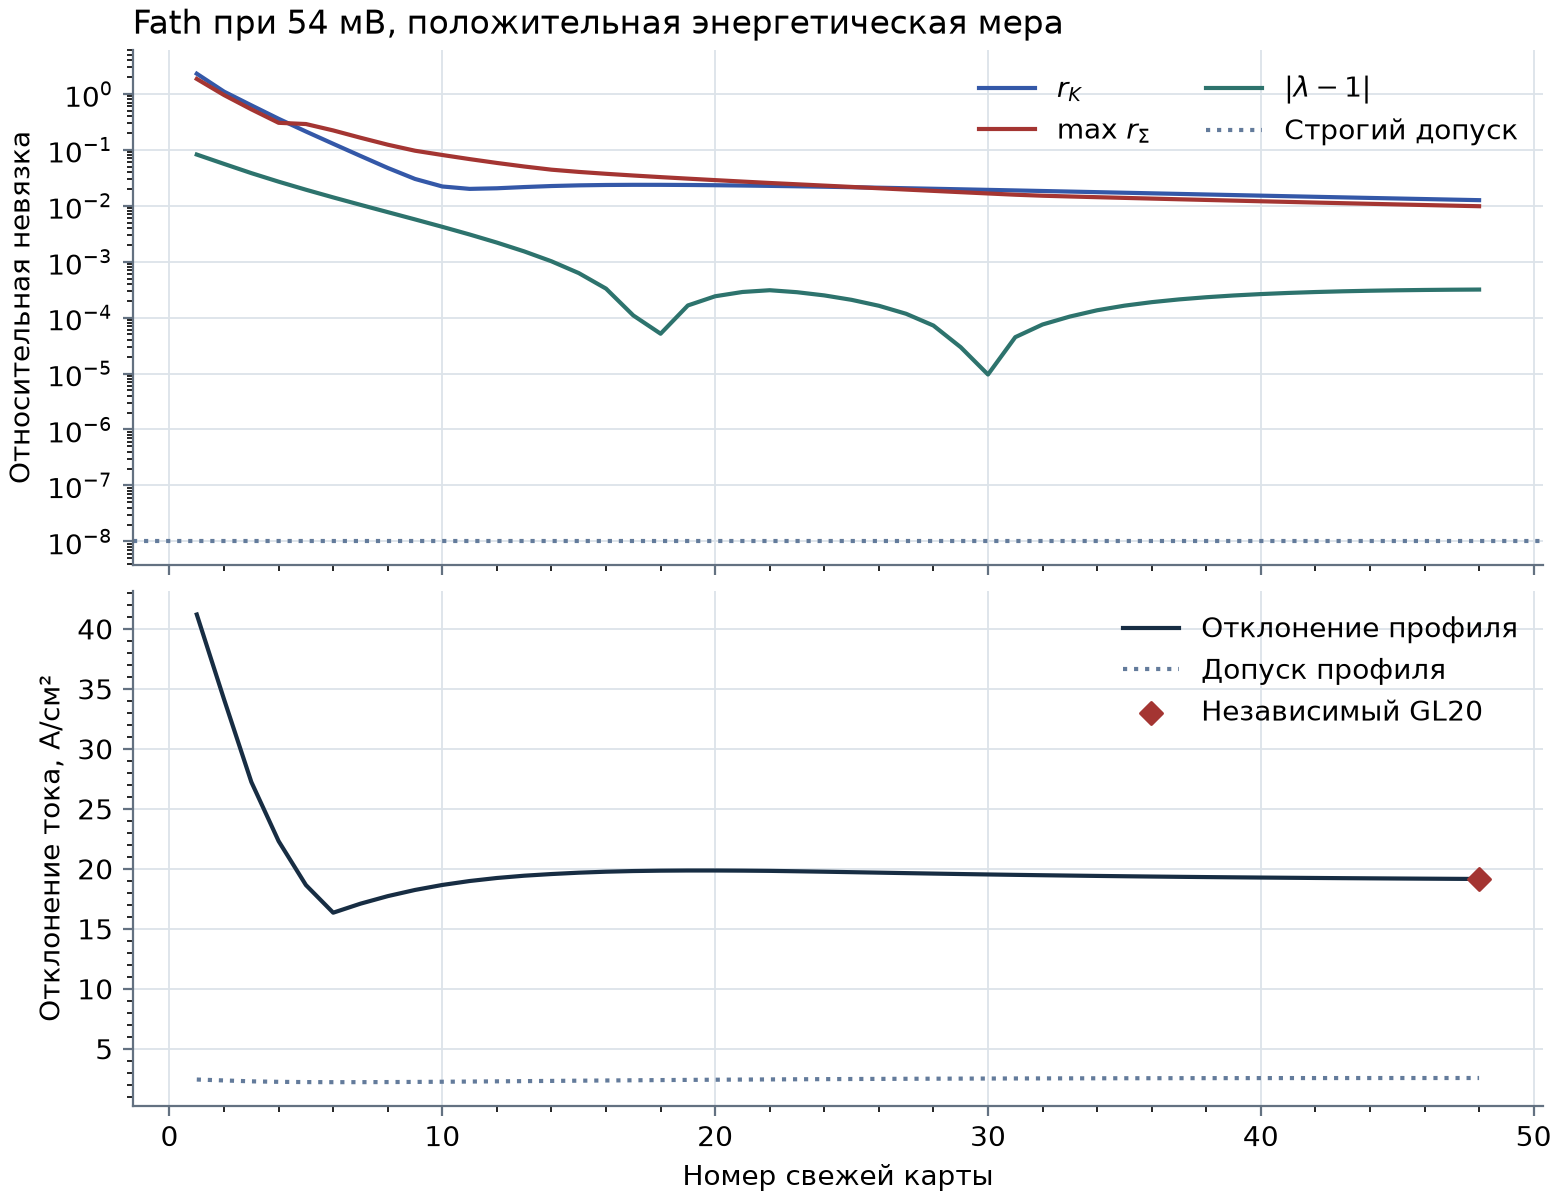 Fath при 54 мВ, положительная энергетическая мера
Относительная невязка
10⁰
10⁻¹
10⁻²
10⁻³
10⁻⁴
10⁻⁵
10⁻⁶
10⁻⁷
10⁻⁸
r_K
max r_Σ
|λ − 1|
Строгий допуск
Отклонение тока, А/см²
40
35
30
25
20
15
10
5
Отклонение профиля
Допуск профиля
Независимый GL20
0 10 20 30 40 50
Номер свежей карты